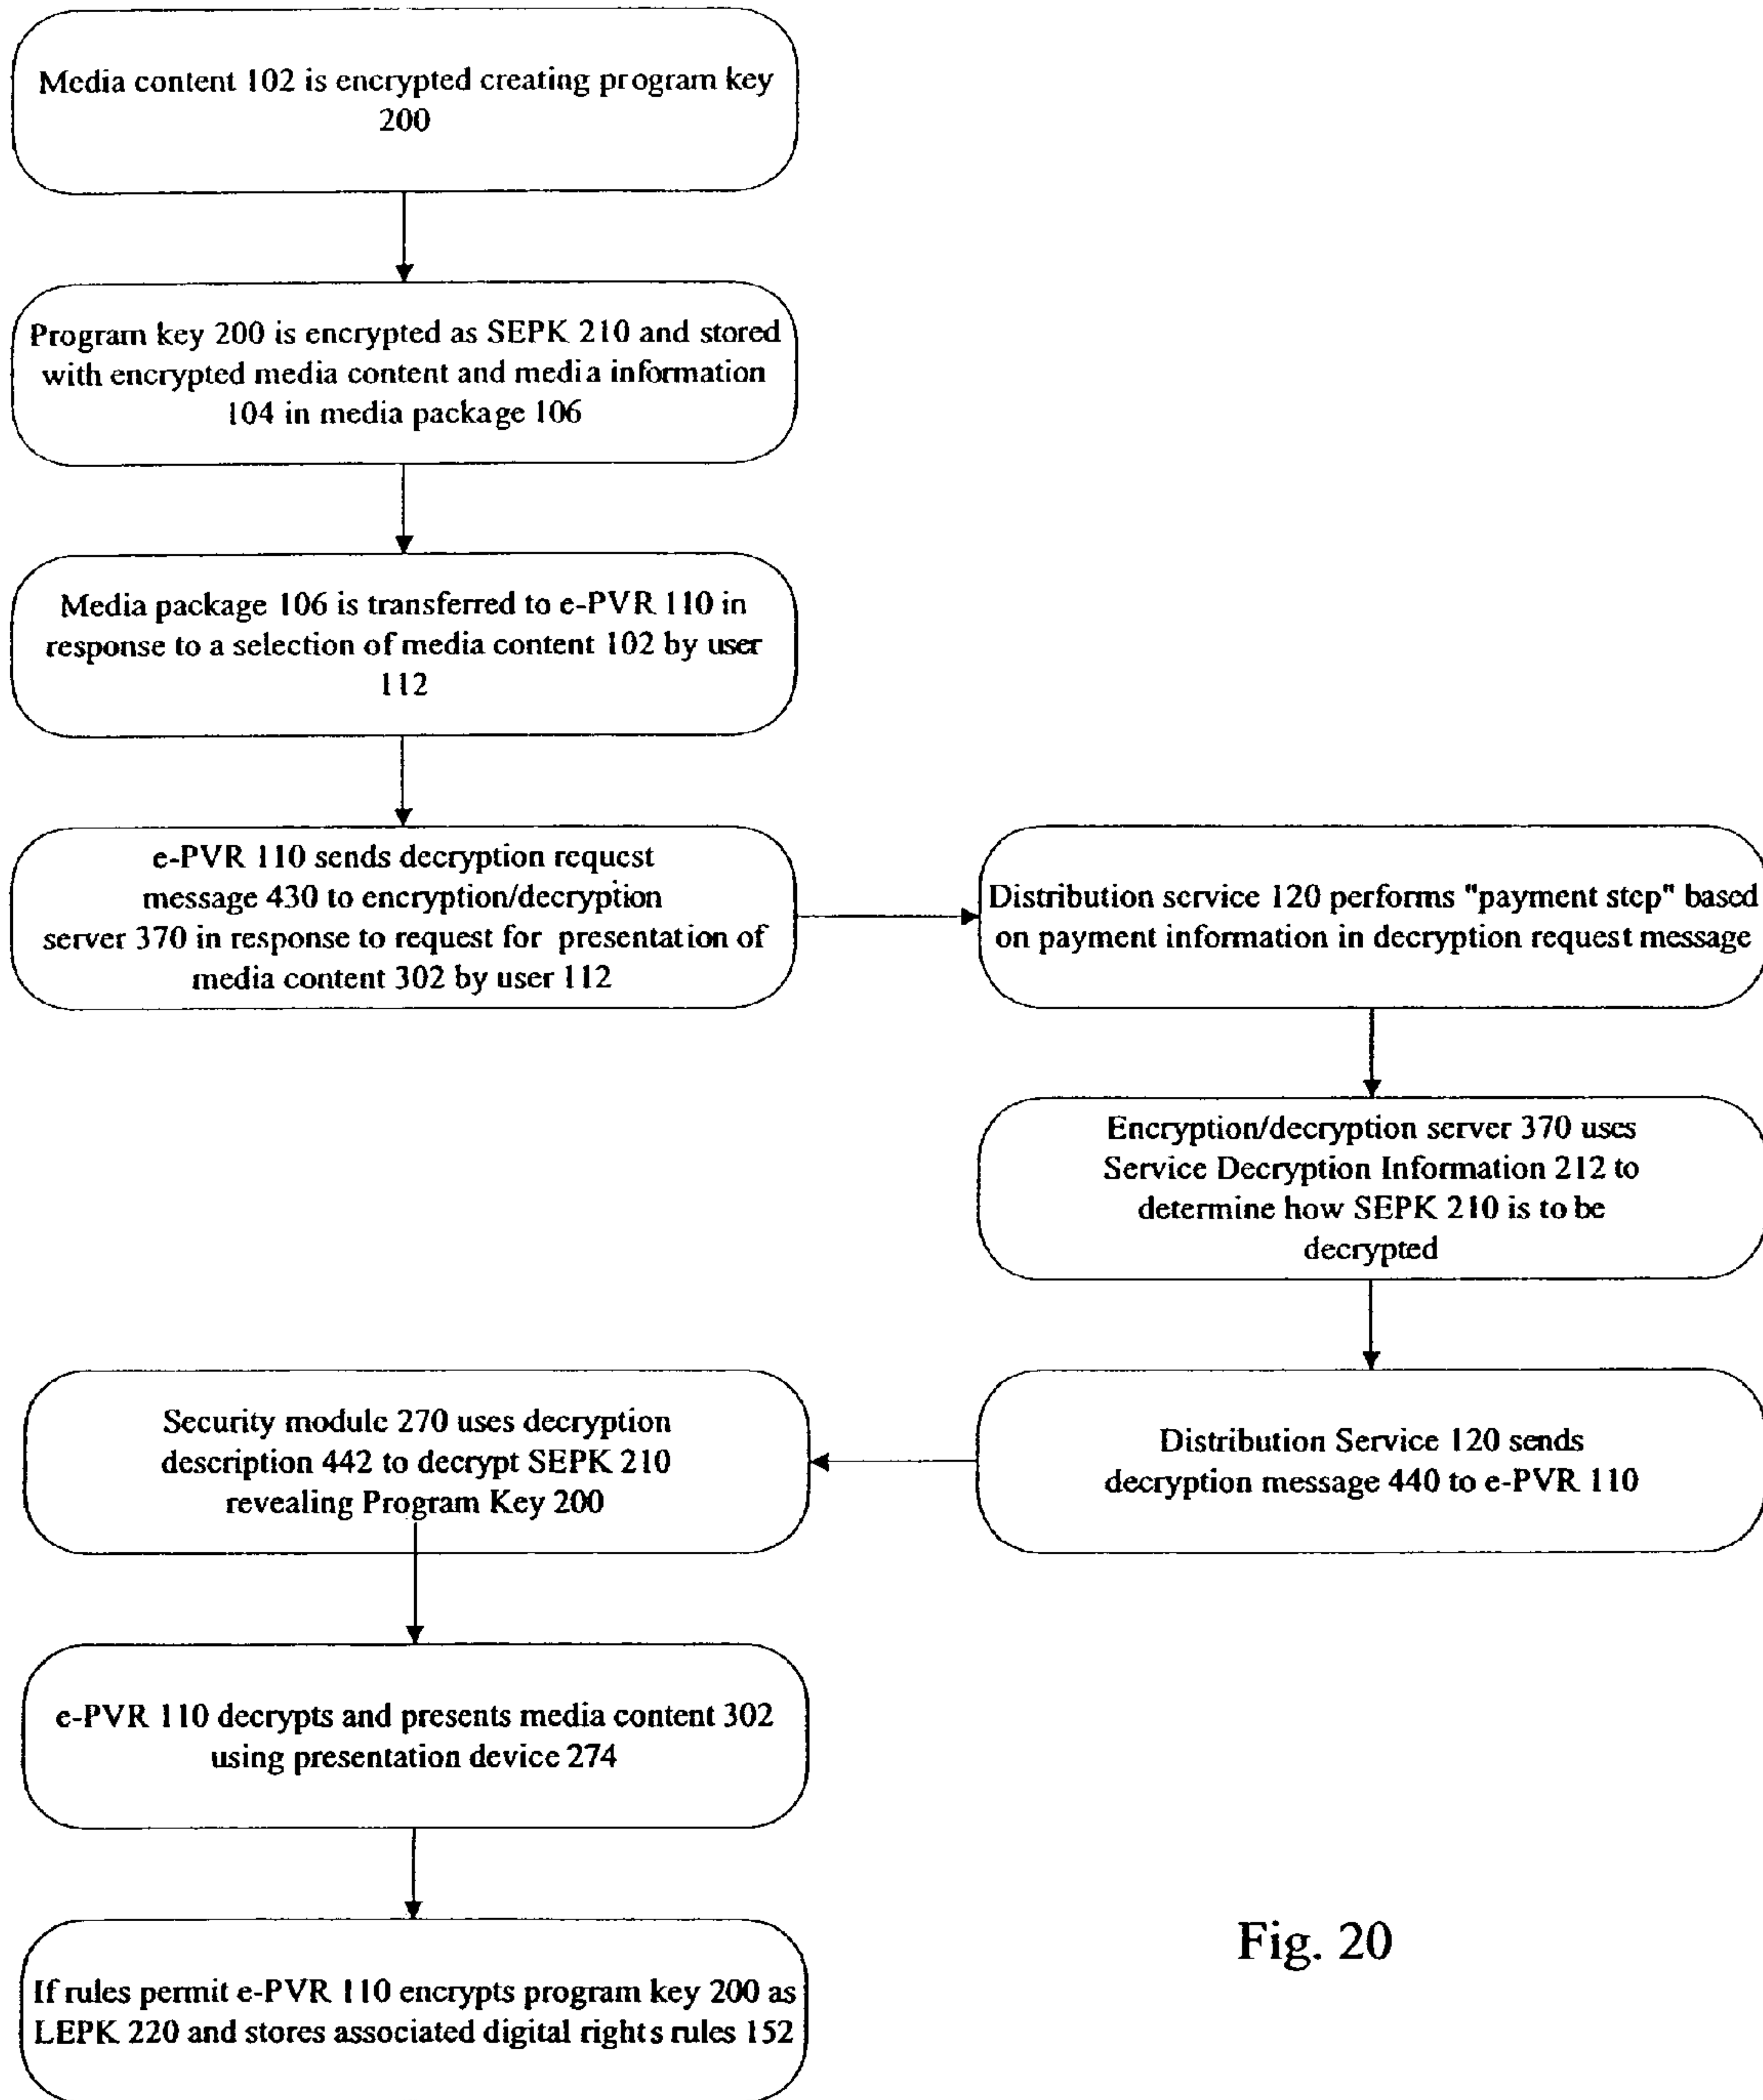 Media content 102 is encrypted creating program key
200
Program key 200 is encrypted as SEPK 210 and stored
with encrypted media content and media information
104 in media package 106
Media package 106 is transferred to e-PVR 110 in
response to a selection of media content 102 by user
112
e-PVR 110 sends decryption request
message 430 to encryption/decryption
server 370 in response to request for presentation of
media content 302 by user 112
Distribution service 120 performs "payment step" based
on payment information in decryption request message
Encryption/decryption server 370 uses
Service Decryption Information 212 to
determine how SEPK 210 is to be
decrypted
Distribution Service 120 sends
decryption message 440 to e-PVR 110
Security module 270 uses decryption
description 442 to decrypt SEPK 210
revealing Program Key 200
e-PVR 110 decrypts and presents media content 302
using presentation device 274
If rules permit e-PVR 110 encrypts program key 200 as
LEPK 220 and stores associated digital rights rules 152
Fig. 20